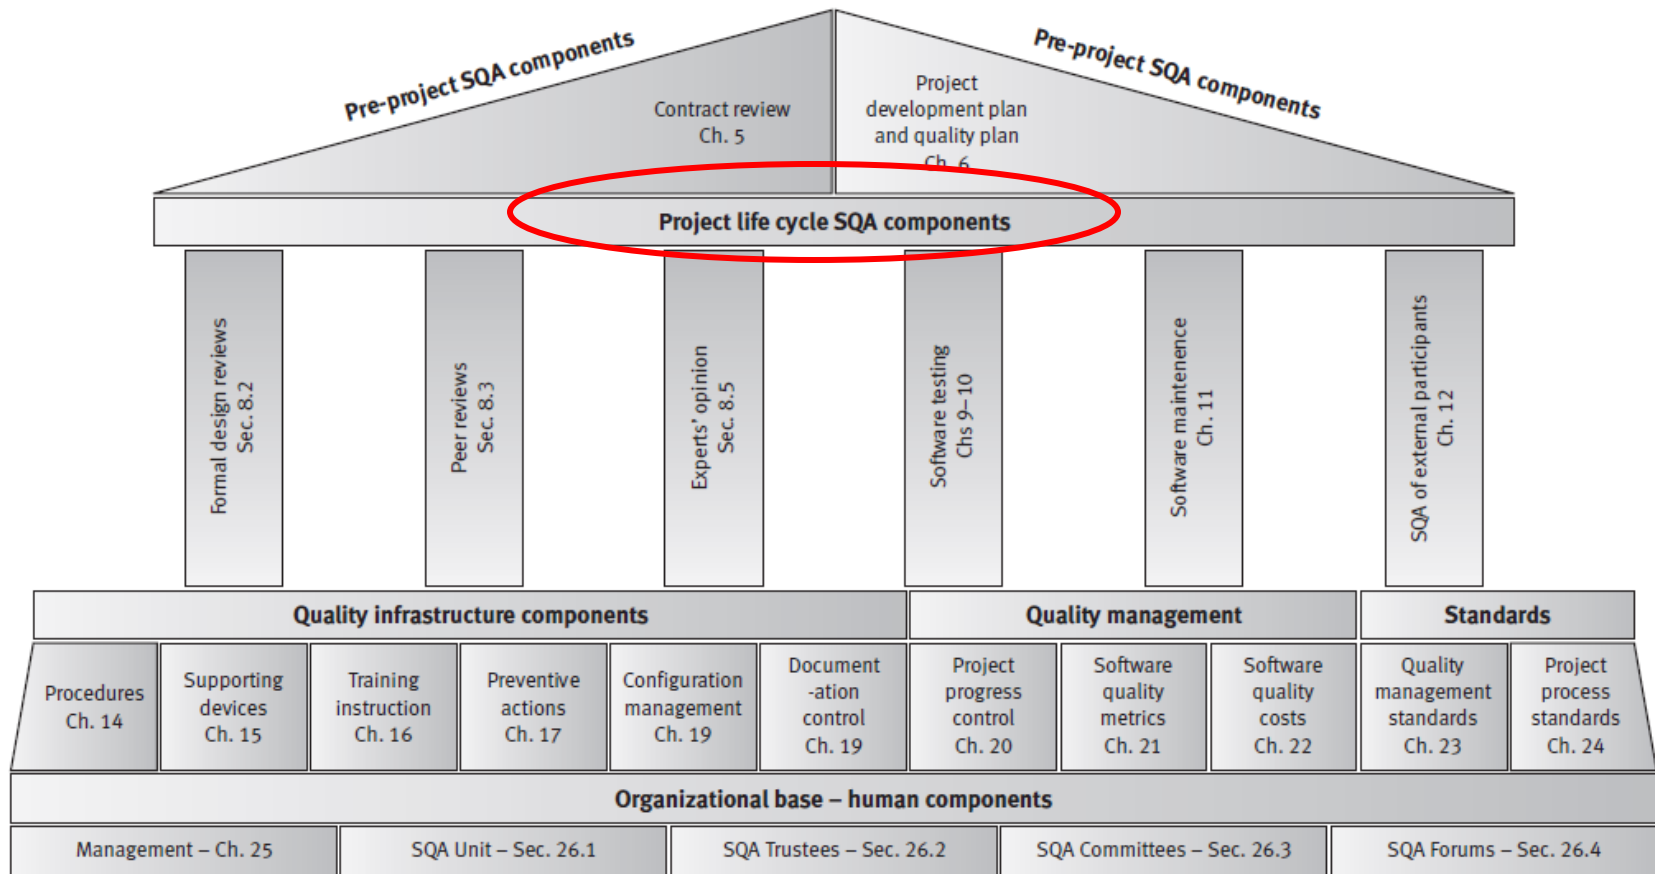 Pre-project SQA components
Pre-project SQA components
Contract review
Ch. 5
Project
development plan
and quality plan
Ch. 6
Project life cycle SQA components
Formal design reviews
Sec. 8.2
Peer reviews
Sec. 8.3
Experts’ opinion
Sec. 8.5
Software testing
Chs 9–10
Software maintenence
Ch. 11
SQA of external participants
Ch. 12
Quality infrastructure components
Quality management
Standards
Procedures
Ch. 14
Supporting
devices
Ch. 15
Training
instruction
Ch. 16
Preventive
actions
Ch. 17
Configuration
management
Ch. 19
Document
-ation
control
Ch. 19
Project
progress
control
Ch. 20
Software
quality
metrics
Ch. 21
Software
quality
costs
Ch. 22
Quality
management
standards
Ch. 23
Project
process
standards
Ch. 24
Organizational base – human components
Management – Ch. 25
SQA Unit – Sec. 26.1
SQA Trustees – Sec. 26.2
SQA Committees – Sec. 26.3
SQA Forums – Sec. 26.4